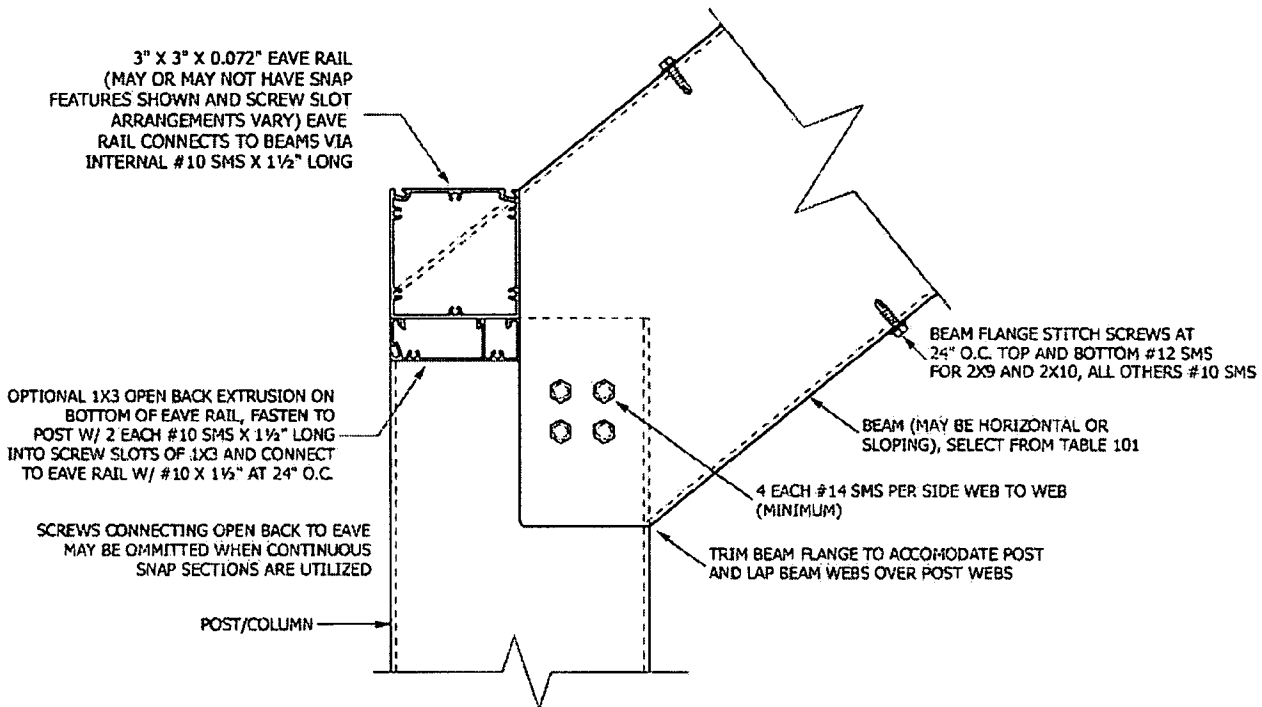 3" X 3" X 0.072" EAVE RAIL
(MAY OR MAY NOT HAVE SNAP
FEATURES SHOWN AND SCREW SLOT
ARRANGEMENTS VARY) EAVE
RAIL CONNECTS TO BEAMS VIA
INTERNAL #10 SMS X 1½" LONG
OPTIONAL 1X3 OPEN BACK EXTRUSION ON
BOTTOM OF EAVE RAIL, FASTEN TO
POST W/ 2 EACH #10 SMS X 1½" LONG
INTO SCREW SLOTS OF 1X3 AND CONNECT
TO EAVE RAIL W/ #10 X 1½" AT 24" O.C.
SCREWS CONNECTING OPEN BACK TO EAVE
MAY BE OMMITTED WHEN CONTINUOUS
SNAP SECTIONS ARE UTILIZED
POST/COLUMN
BEAM FLANGE STITCH SCREWS AT
24" O.C. TOP AND BOTTOM #12 SMS
FOR 2X9 AND 2X10, ALL OTHERS #10 SMS
BEAM (MAY BE HORIZONTAL OR
SLOPING), SELECT FROM TABLE 101
4 EACH #14 SMS PER SIDE WEB TO WEB
(MINIMUM)
TRIM BEAM FLANGE TO ACCOMODATE POST
AND LAP BEAM WEBS OVER POST WEBS